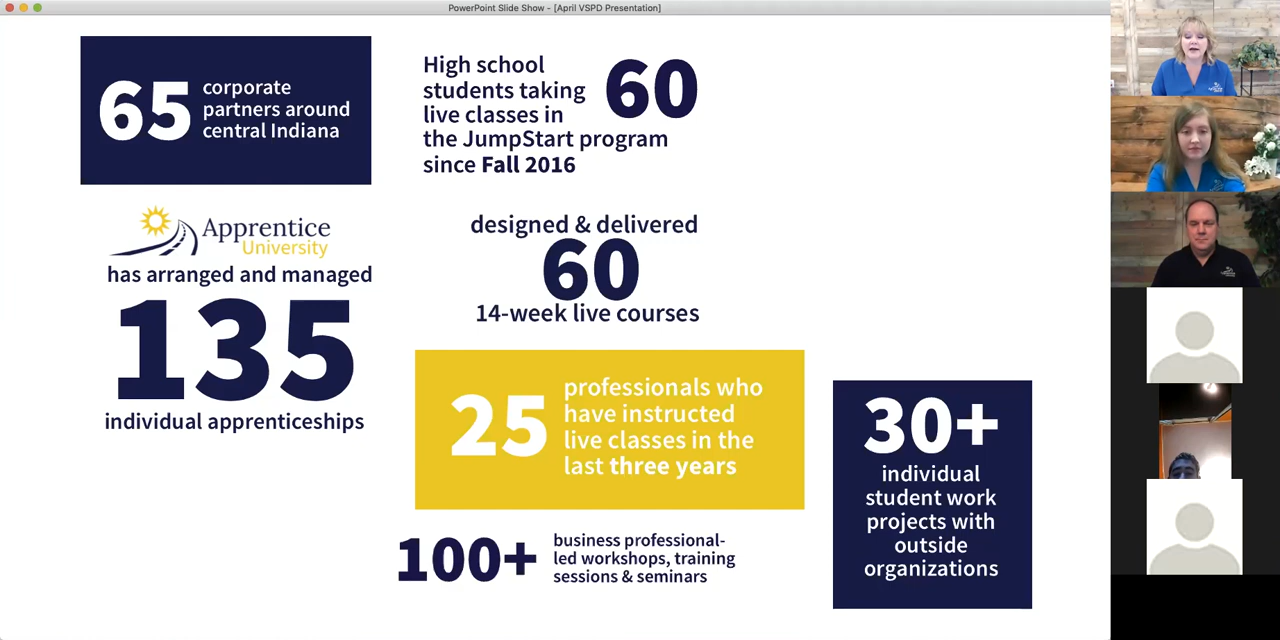 PowerPoint Slide Show - [April VSPD Presentation]
65
corporate
partners around
central Indiana
High school
students taking
live classes in
the JumpStart program
since Fall 2016
60
Apprentice
University
has arranged and managed
135
individual apprenticeships
designed & delivered
60
14-week live courses
25
professionals who
have instructed
live classes in the
last three years
30+
individual
student work
projects with
outside
organizations
100+
business professional-
led workshops, training
sessions & seminars